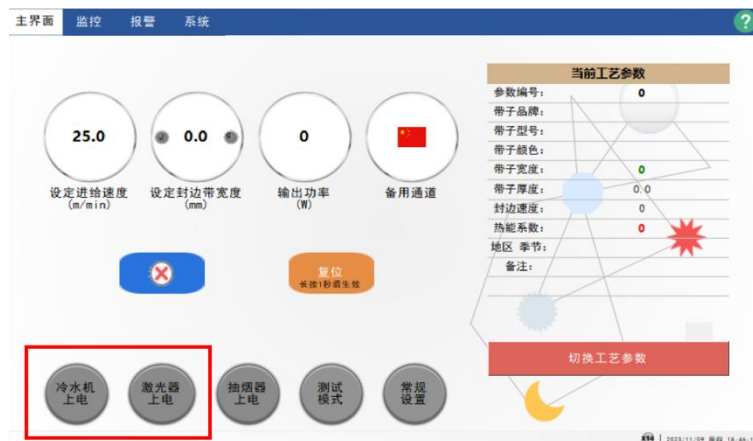 主界面 监控 报警 系统
?
当前工艺参数
参数编号： 0
带子品牌：
带子型号：
带子颜色：
带子宽度： 0
带子厚度： 0.0
封边速度： 0
热能系数： 0
地区 季节：
备注：
25.0
0.0
0
设定进给速度
(m/min)
设定封边带宽度
(mm)
输出功率
(W)
备用通道
复位
长按1秒后生效
切换工艺参数
冷水机
上电
激光器
上电
抽烟器
上电
测试
模式
常规
设置